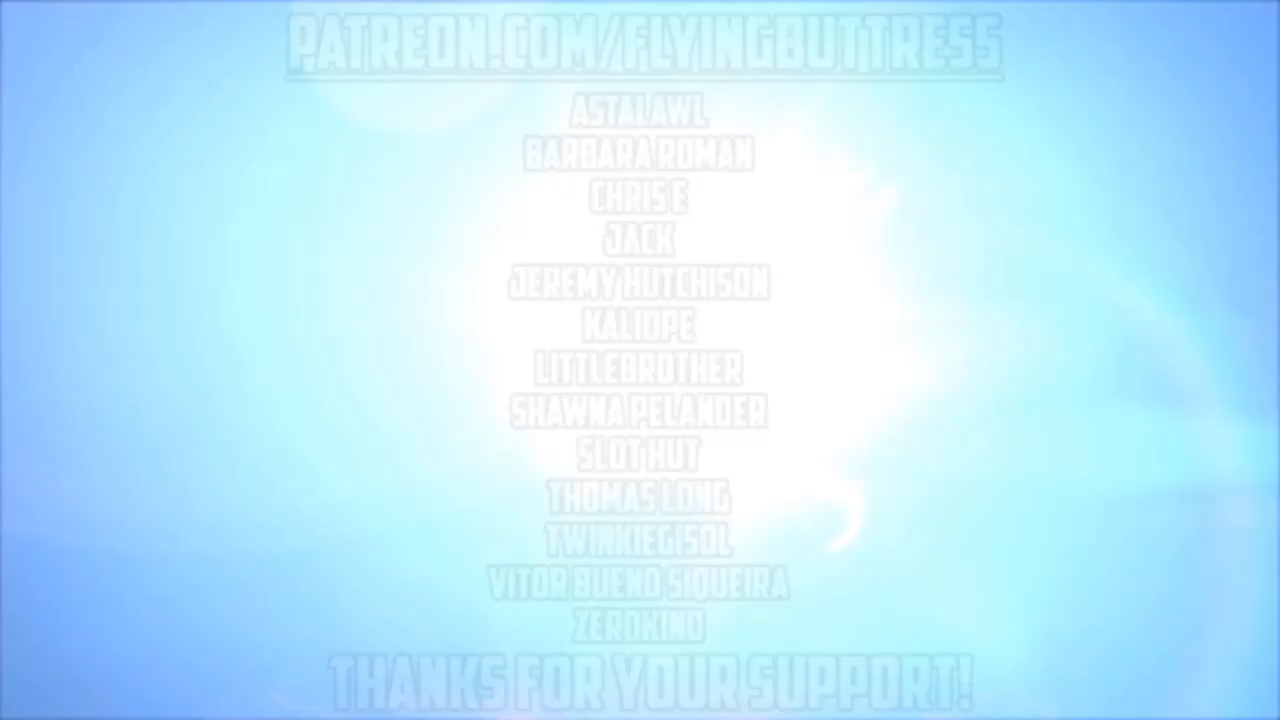 PATREON.COM/FLYINGBUTTRESS
ASTALAWL
BARBARA ROMAN
CHRIS E
JACK
JEREMY HUTCHISON
KALIOPE
LITTLEBROTHER
SHAWNA PELANDER
SLOT HUT
THOMAS LONG
TWINKIEGISOL
VITOR BUENO SIQUEIRA
ZEROKIND
THANKS FOR YOUR SUPPORT!